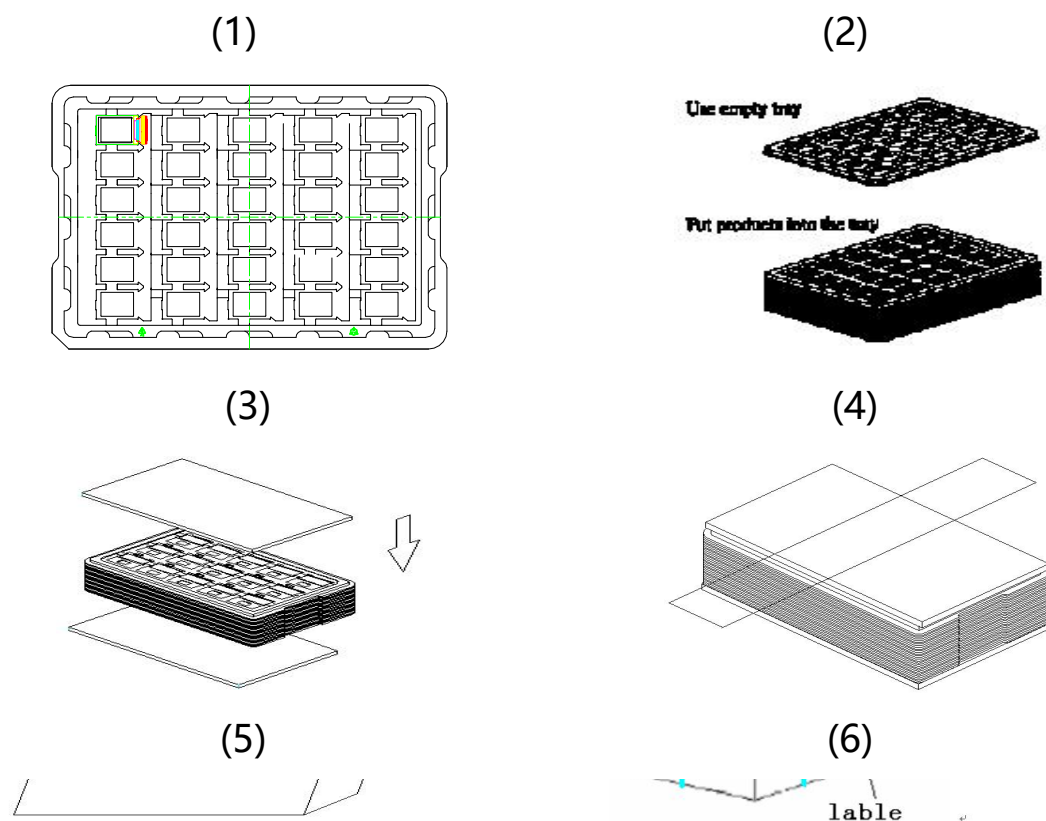 (1)
(2)
Use empty tray
Put products into the tray
(3)
(4)
(5)
(6)
lable